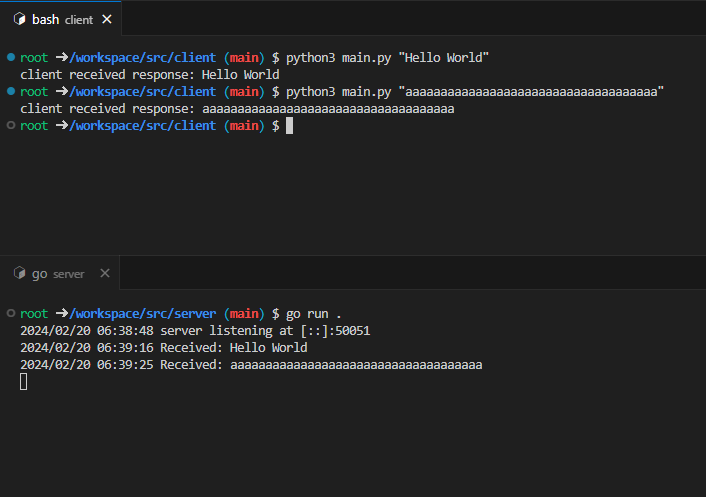 bash client
root ➜/workspace/src/client (main) $ python3 main.py "Hello World"
client received response: Hello World
root ➜/workspace/src/client (main) $ python3 main.py "aaaaaaaaaaaaaaaaaaaaaaaaaaaaaaaaaaaa"
client received response: aaaaaaaaaaaaaaaaaaaaaaaaaaaaaaaaaaaa
root ➜/workspace/src/client (main) $
go server
root ➜/workspace/src/server (main) $ go run .
2024/02/20 06:38:48 server listening at [::]:50051
2024/02/20 06:39:16 Received: Hello World
2024/02/20 06:39:25 Received: aaaaaaaaaaaaaaaaaaaaaaaaaaaaaaaaaaaa